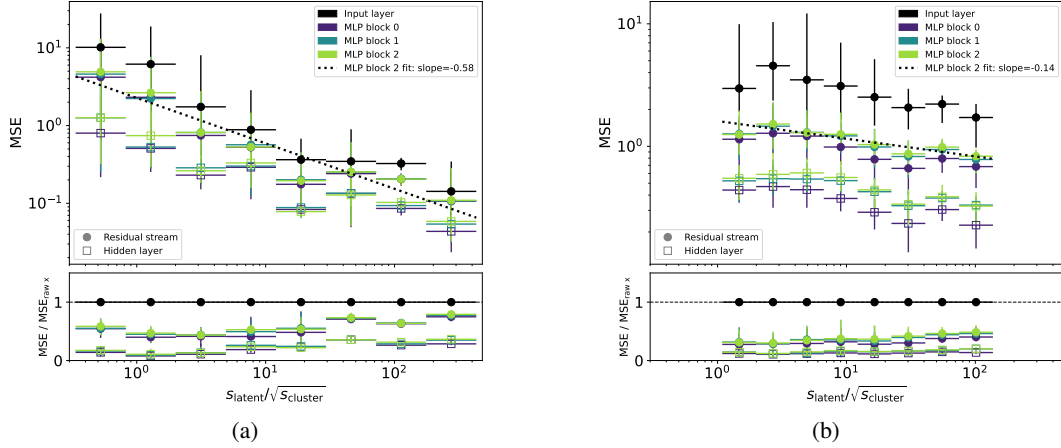 Input layer
MLP block 0
MLP block 1
MLP block 2
MLP block 2 fit: slope=-0.58
MSE
10¹
10⁰
10⁻¹
Residual stream
Hidden layer
MSE / MSE_raw x
1
0
10⁰
10¹
10²
s_latent/√s_cluster
(a)
Input layer
MLP block 0
MLP block 1
MLP block 2
MLP block 2 fit: slope=-0.14
MSE
10¹
10⁰
Residual stream
Hidden layer
MSE / MSE_raw x
1
0
10⁰
10¹
10²
s_latent/√s_cluster
(b)